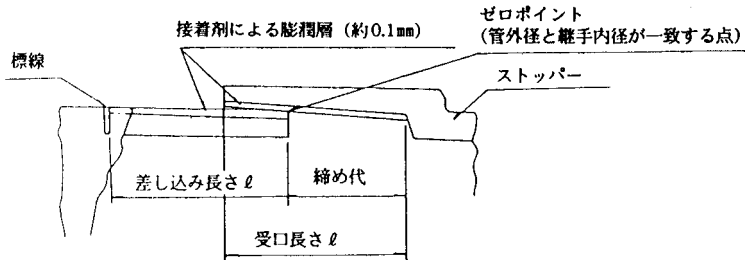 ゼロポイント
(管外径と継手内径が一致する点)
接着剤による膨潤層(約0.1mm)
標線
ストッパー
差し込み長さℓ
締め代
受口長さℓ